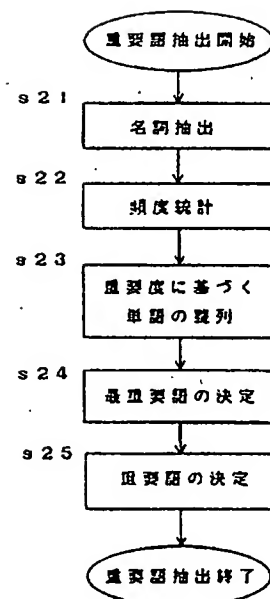 重要語抽出開始
s21
名詞抽出
s22
頻度統計
s23
重要度に基づく
単語の整列
s24
最重要語の決定
s25
重要語の決定
重要語抽出終了